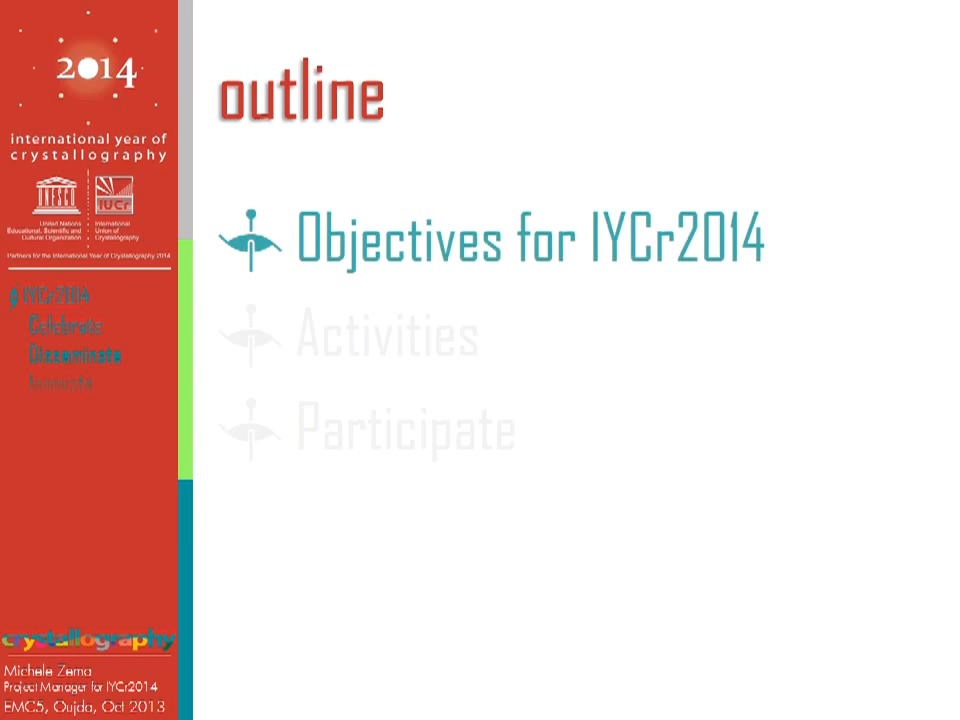 2014
international year of
crystallography
UNESCO
IUCr
United Nations
Educational, Scientific and
Cultural Organization
International
Union of
Crystallography
Partners for the International Year of Crystallography 2014
IYCr2014
Celebrate
Disseminate
outline
Objectives for IYCr2014
Activities
Participate
crystallography
Michele Zema
Project Manager for IYCr2014
EMC5, Oujda, Oct 2013